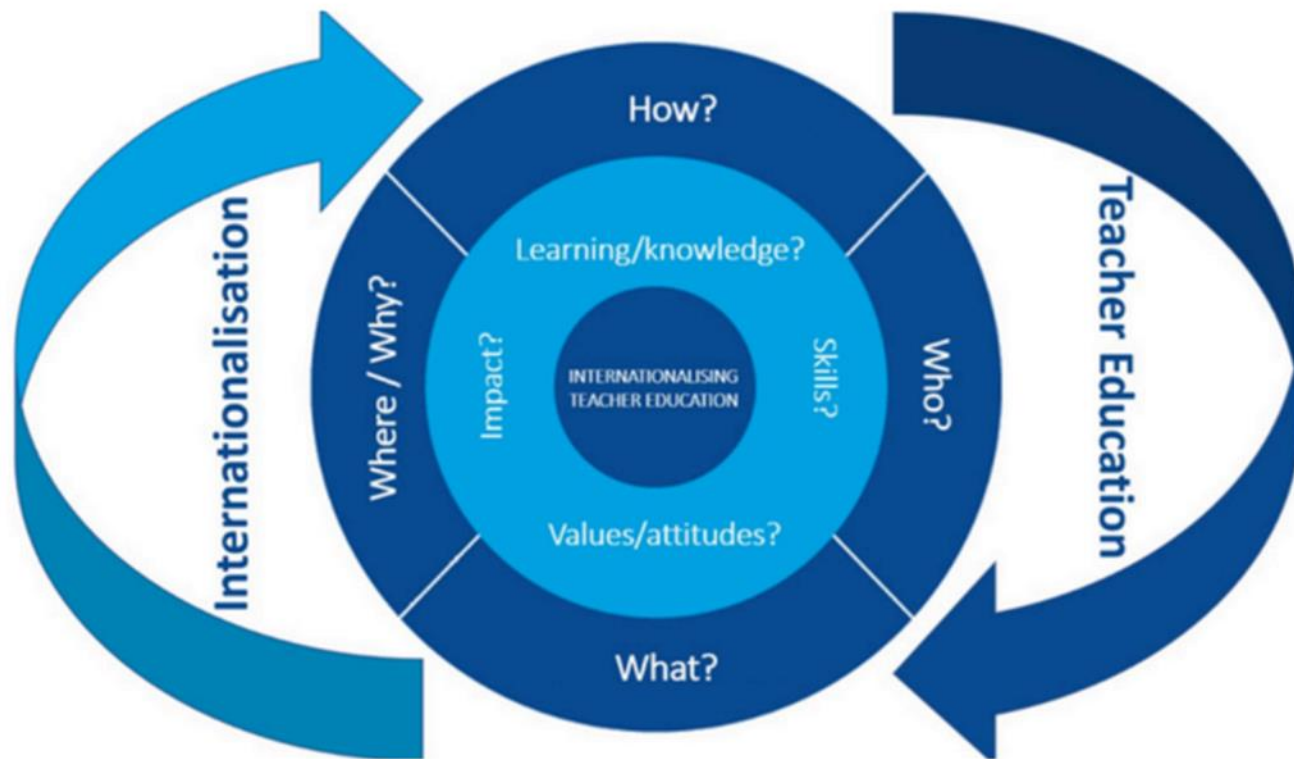 How?
Learning/knowledge?
Internationalisation
Where / Why?
Impact?
INTERNATIONALISING
TEACHER EDUCATION
Skills?
Who?
Teacher Education
Values/attitudes?
What?